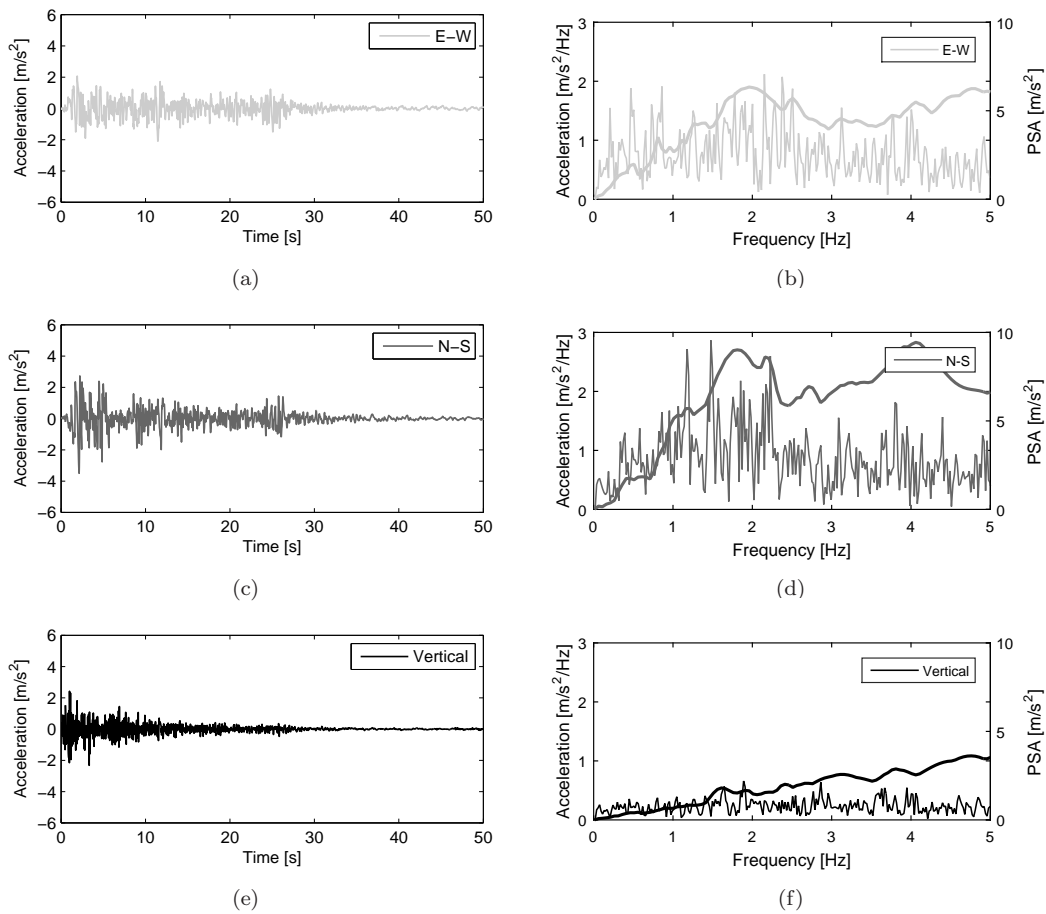 6
4
2
0
−2
−4
−6
0 10 20 30 40 50
Acceleration [m/s²]
Time [s]
E−W
(a)
3
2
1
0
10
5
0
0 1 2 3 4 5
Acceleration [m/s²/Hz]
PSA [m/s²]
Frequency [Hz]
E-W
(b)
6
4
2
0
−2
−4
−6
0 10 20 30 40 50
Acceleration [m/s²]
Time [s]
N−S
(c)
3
2
1
0
10
5
0
0 1 2 3 4 5
Acceleration [m/s²/Hz]
PSA [m/s²]
Frequency [Hz]
N-S
(d)
6
4
2
0
−2
−4
−6
0 10 20 30 40 50
Acceleration [m/s²]
Time [s]
Vertical
(e)
3
2
1
0
10
5
0
0 1 2 3 4 5
Acceleration [m/s²/Hz]
PSA [m/s²]
Frequency [Hz]
Vertical
(f)